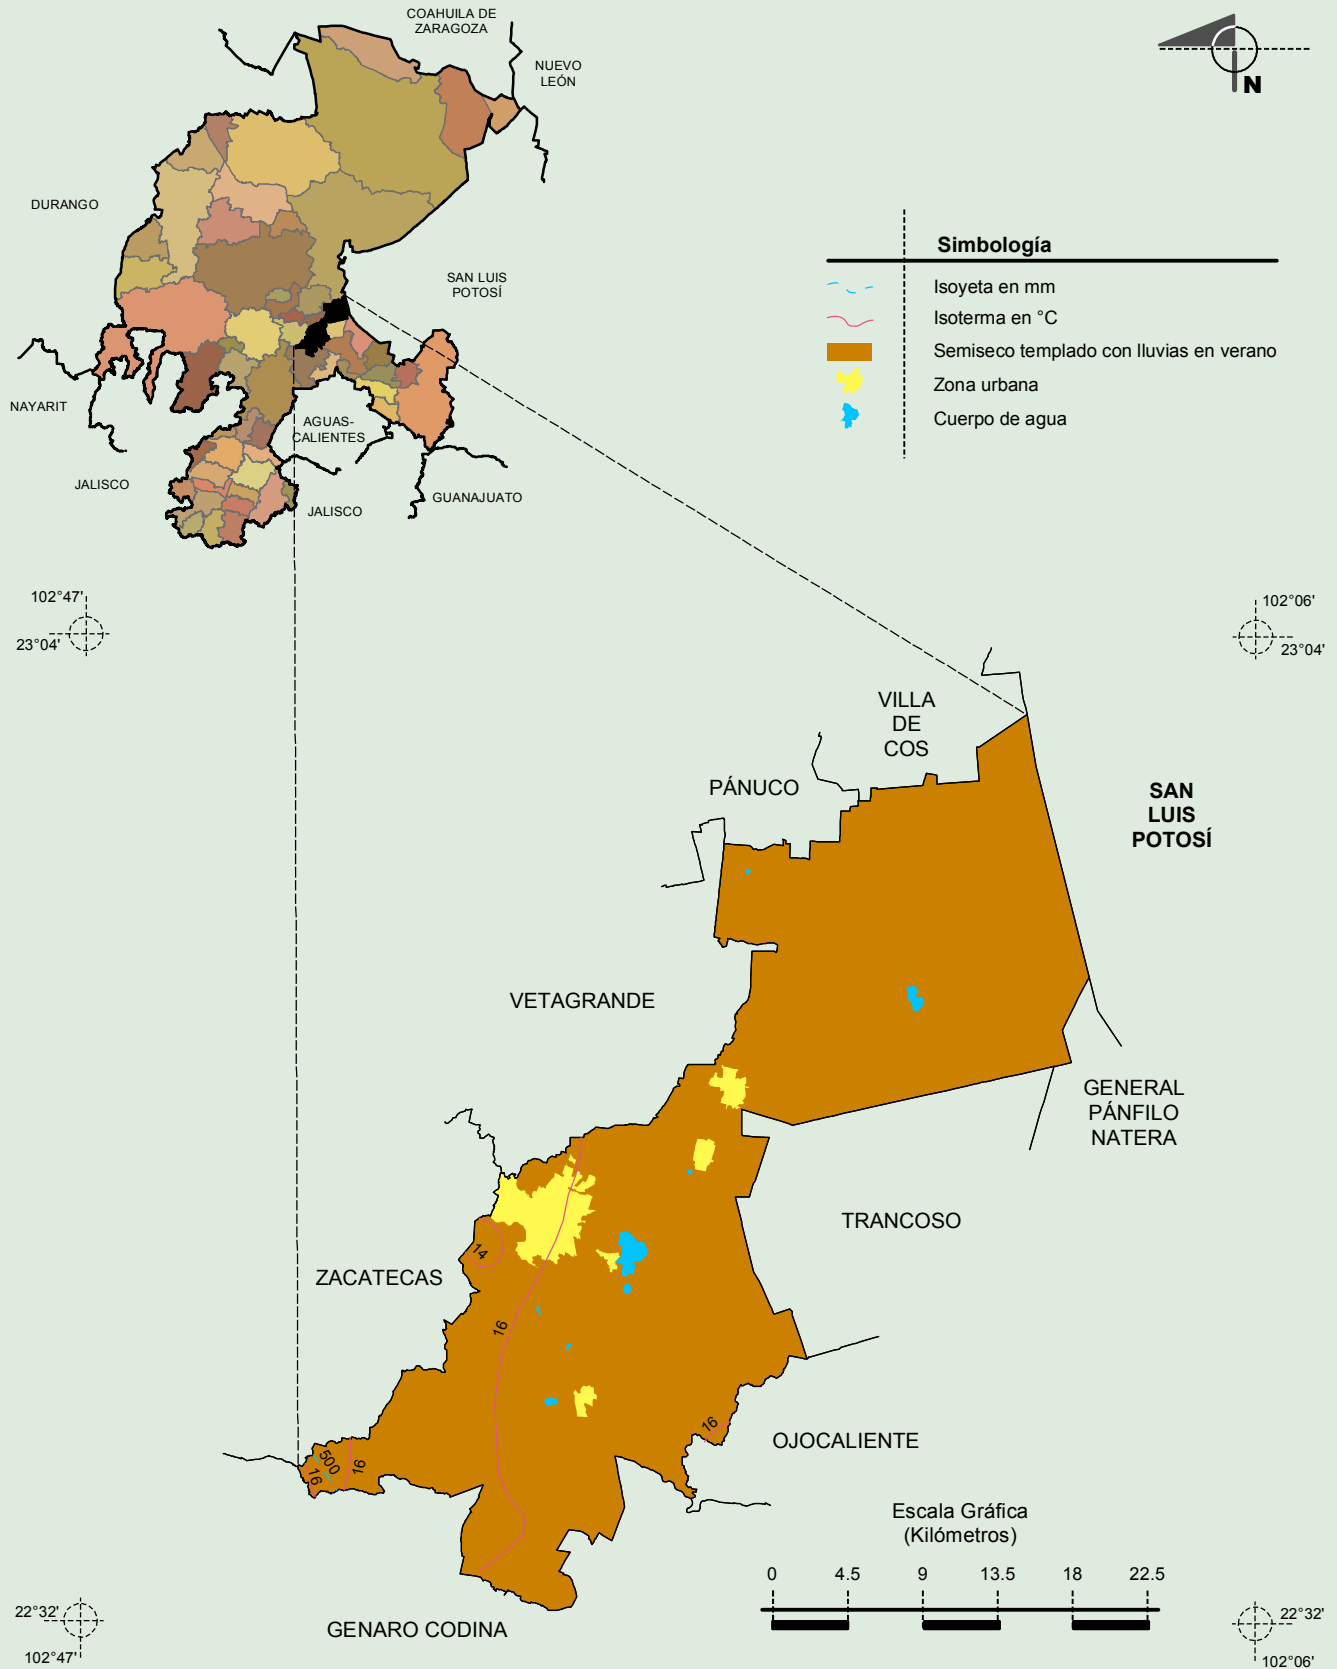 COAHUILA DE
ZARAGOZA
NUEVO
LEÓN
N
DURANGO
SAN LUIS
POTOSÍ
NAYARIT
AGUAS-
CALIENTES
JALISCO
JALISCO
GUANAJUATO
Simbología
Isoyeta en mm
Isoterma en °C
Semiseco templado con lluvias en verano
Zona urbana
Cuerpo de agua
102°47'
23°04'
102°06'
23°04'
VILLA
DE
COS
PÁNUCO
SAN
LUIS
POTOSÍ
VETAGRANDE
GENERAL
PÁNFILO
NATERA
TRANCOSO
ZACATECAS
14
16
16
OJOCALIENTE
500
16
16
GENARO CODINA
Escala Gráfica
(Kilómetros)
0 4.5 9 13.5 18 22.5
22°32'
102°47'
22°32'
102°06'